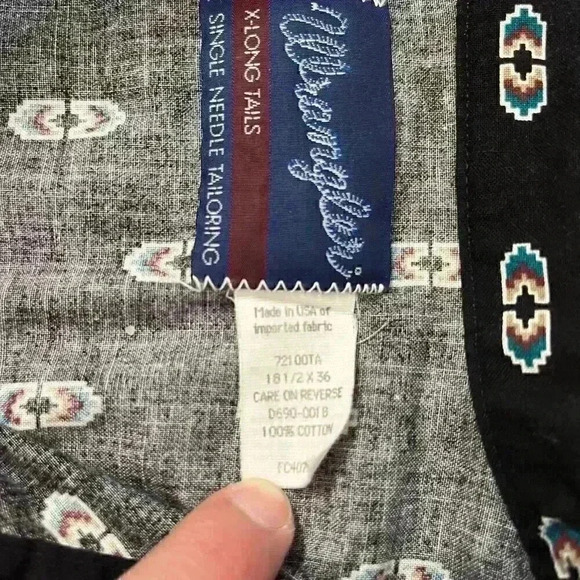 Wrangler
X-LONG TAILS
SINGLE NEEDLE TAILORING
Made in USA of
imported fabric
72100TA
18 1/2 X 36
CARE ON REVERSE
D690-001B
100% COTTON